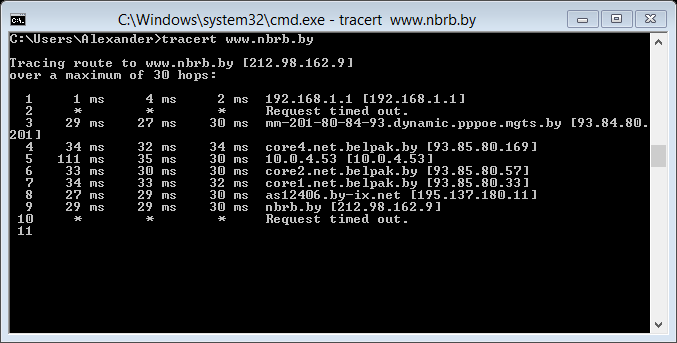 C:\Windows\system32\cmd.exe - tracert www.nbrb.by
C:\Users\Alexander>tracert www.nbrb.by
Tracing route to www.nbrb.by [212.98.162.9]
over a maximum of 30 hops:
1 1 ms 4 ms 2 ms 192.168.1.1 [192.168.1.1]
2 * * * Request timed out.
3 29 ms 27 ms 30 ms mm-201-80-84-93.dynamic.pppoe.mgts.by [93.84.80.
201]
4 34 ms 32 ms 34 ms core4.net.belpak.by [93.85.80.169]
5 111 ms 35 ms 30 ms 10.0.4.53 [10.0.4.53]
6 33 ms 30 ms 30 ms core2.net.belpak.by [93.85.80.57]
7 34 ms 33 ms 32 ms core1.net.belpak.by [93.85.80.33]
8 27 ms 29 ms 30 ms as12406.by-ix.net [195.137.180.11]
9 29 ms 29 ms 30 ms nbrb.by [212.98.162.9]
10 * * * Request timed out.
11